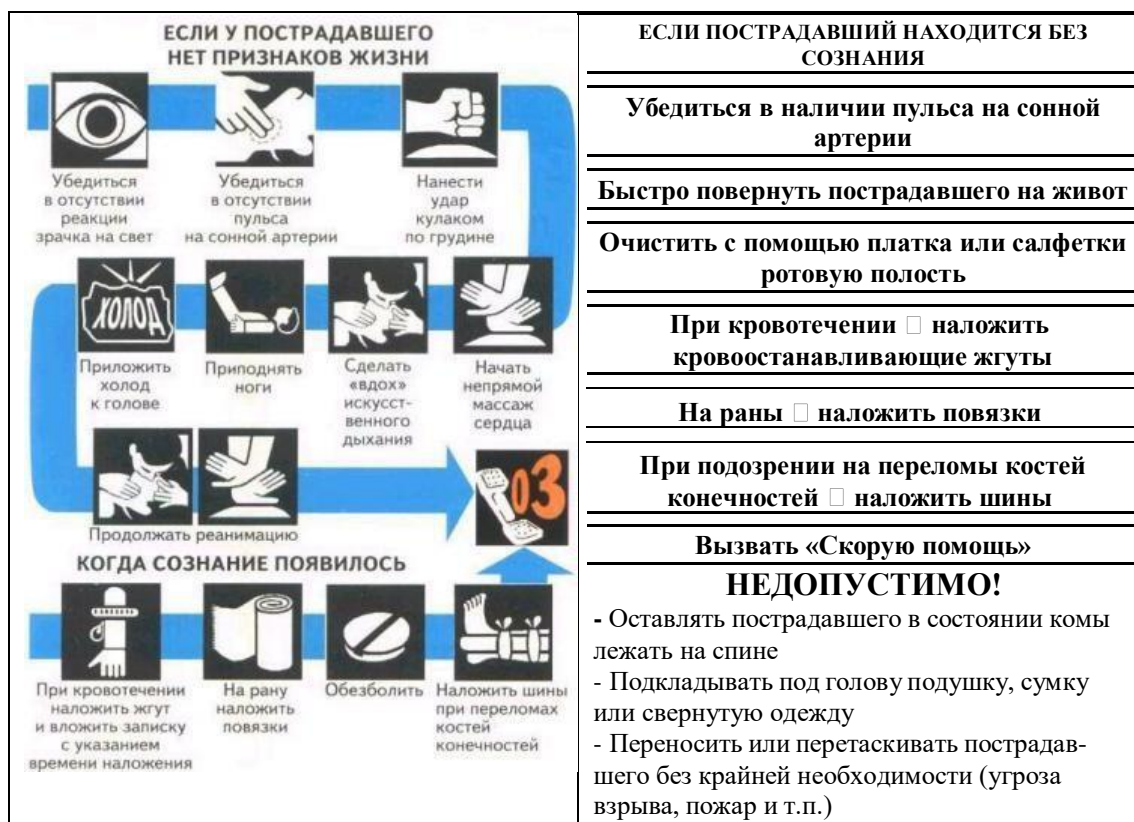 ЕСЛИ У ПОСТРАДАВШЕГО
НЕТ ПРИЗНАКОВ ЖИЗНИ
Убедиться
в отсутствии
реакции
зрачка на свет
Убедиться
в отсутствии
пульса
на сонной артерии
Нанести
удар
кулаком
по грудине
ХОЛОД
Приложить
холод
к голове
Приподнять
ноги
Сделать
«вдох»
искусст-
венного
дыхания
Начать
непрямой
массаж
сердца
03
Продолжать реанимацию
КОГДА СОЗНАНИЕ ПОЯВИЛОСЬ
При кровотечении
наложить жгут
и вложить записку
с указанием
времени наложения
На рану
наложить
повязки
Обезболить
Наложить шины
при переломах
костей
конечностей
ЕСЛИ ПОСТРАДАВШИЙ НАХОДИТСЯ БЕЗ
СОЗНАНИЯ
Убедиться в наличии пульса на сонной
артерии
Быстро повернуть пострадавшего на живот
Очистить с помощью платка или салфетки
ротовую полость
При кровотечении □ наложить
кровоостанавливающие жгуты
На раны □ наложить повязки
При подозрении на переломы костей
конечностей □ наложить шины
Вызвать «Скорую помощь»
НЕДОПУСТИМО!
- Оставлять пострадавшего в состоянии комы
лежать на спине
- Подкладывать под голову подушку, сумку
или свернутую одежду
- Переносить или перетаскивать пострадав-
шего без крайней необходимости (угроза
взрыва, пожар и т.п.)